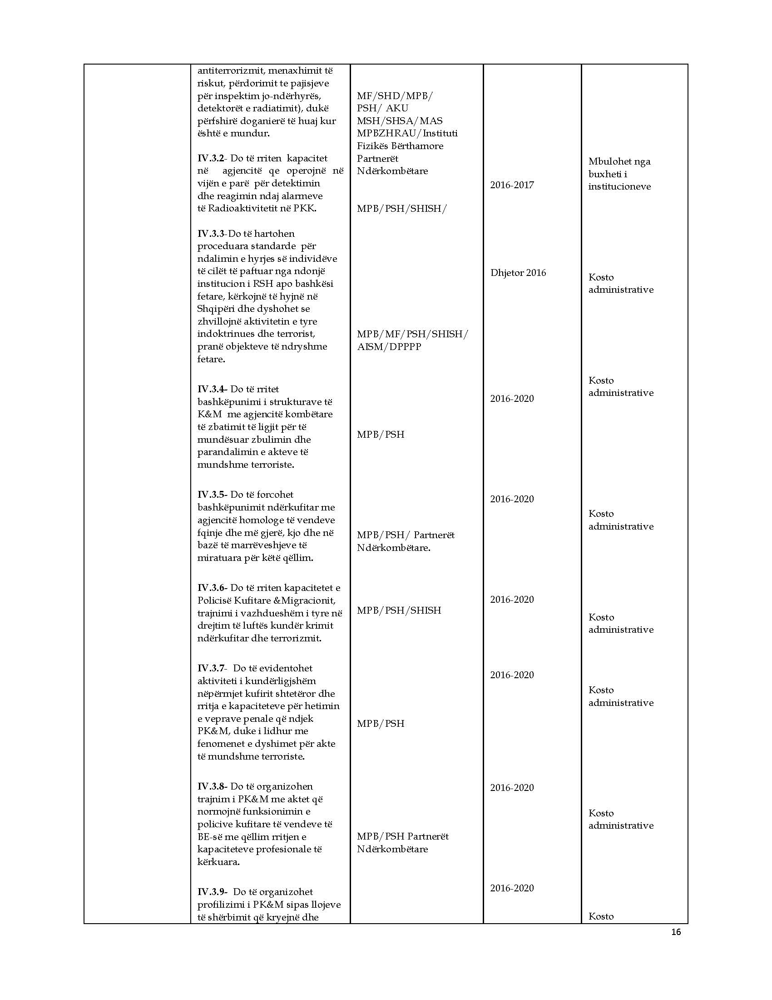 antiterrorizmit, menaxhimit të
riskut, përdorimit te pajisjeve
për inspektim jo-ndërhyrës,
detektorët e radiatimit), dukë
përfshirë doganierë të huaj kur
është e mundur.
IV.3.2- Do të rriten kapacitet
në agjencitë qe operojnë në
vijën e parë për detektimin
dhe reagimin ndaj alarmeve
të Radioaktivitetit në PKK.
IV.3.3-Do të hartohen
proceduara standarde për
ndalimin e hyrjes së individëve
të cilët të paftuar nga ndonjë
institucion i RSH apo bashkësi
fetare, kërkojnë të hyjnë në
Shqipëri dhe dyshohet se
zhvillojnë aktivitetin e tyre
indoktrinues dhe terrorist,
pranë objekteve të ndryshme
fetare.
IV.3.4- Do të rritet
bashkëpunimi i strukturave të
K&M me agjencitë kombëtare
të zbatimit të ligjit për të
mundësuar zbulimin dhe
parandalimin e akteve të
mundshme terroriste.
IV.3.5- Do të forcohet
bashkëpunimit ndërkufitar me
agjencitë homologe të vendeve
fqinje dhe më gjerë, kjo dhe në
bazë të marrëveshjeve të
miratuara për këtë qëllim.
IV.3.6- Do të rriten kapacitetet e
Policisë Kufitare &Migracionit,
trajnimi i vazhdueshëm i tyre në
drejtim të luftës kundër krimit
ndërkufitar dhe terrorizmit.
IV.3.7- Do të evidentohet
aktiviteti i kundërligjshëm
nëpërmjet kufirit shtetëror dhe
rritja e kapaciteteve për hetimin
e veprave penale që ndjek
PK&M, duke i lidhur me
fenomenet e dyshimet për akte
të mundshme terroriste.
IV.3.8- Do të organizohen
trajnim i PK&M me aktet që
normojnë funksionimin e
policive kufitare të vendeve të
BE-së me qëllim rritjen e
kapaciteteve profesionale të
kërkuara.
IV.3.9- Do të organizohet
profilizimi i PK&M sipas llojeve
të shërbimit që kryejnë dhe
MF/SHD/MPB/
PSH/ AKU
MSH/SHSA/MAS
MPBZHRAU/Instituti
Fizikës Bërthamore
Partnerët
Ndërkombëtare
MPB/PSH/SHISH/
MPB/MF/PSH/SHISH/
AISM/DPPPP
MPB/PSH
MPB/PSH/ Partnerët
Ndërkombëtare.
MPB/PSH/SHISH
MPB/PSH
MPB/PSH Partnerët
Ndërkombëtare
2016-2017
Dhjetor 2016
2016-2020
2016-2020
2016-2020
2016-2020
2016-2020
2016-2020
Mbulohet nga
buxheti i
institucioneve
Kosto
administrative
Kosto
administrative
Kosto
administrative
Kosto
administrative
Kosto
administrative
Kosto
administrative
Kosto
16